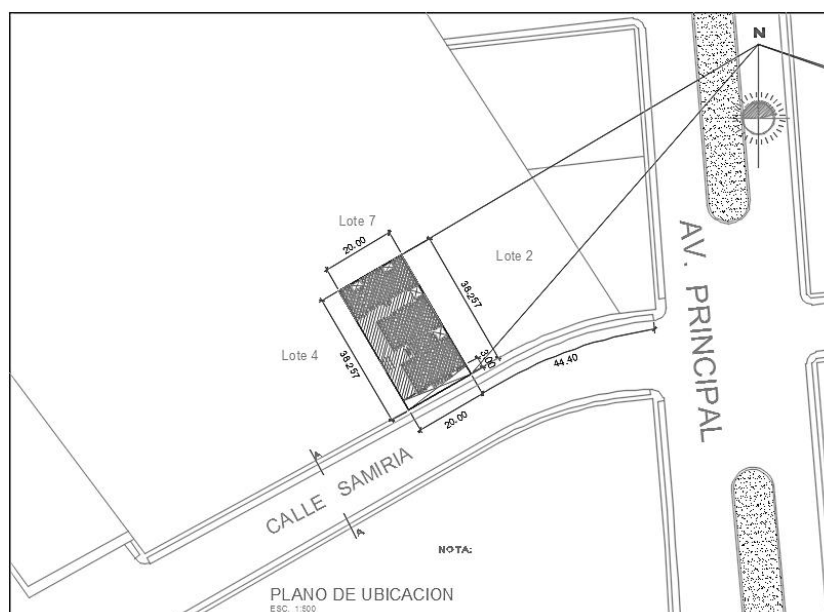 N
Lote 7
20.00
Lote 2
38.257
AV. PRINCIPAL
Lote 4
38.257
3.00
44.40
20.00
A
CALLE SAMIRIA
A
NOTA:
PLANO DE UBICACION
ESC. 1:500